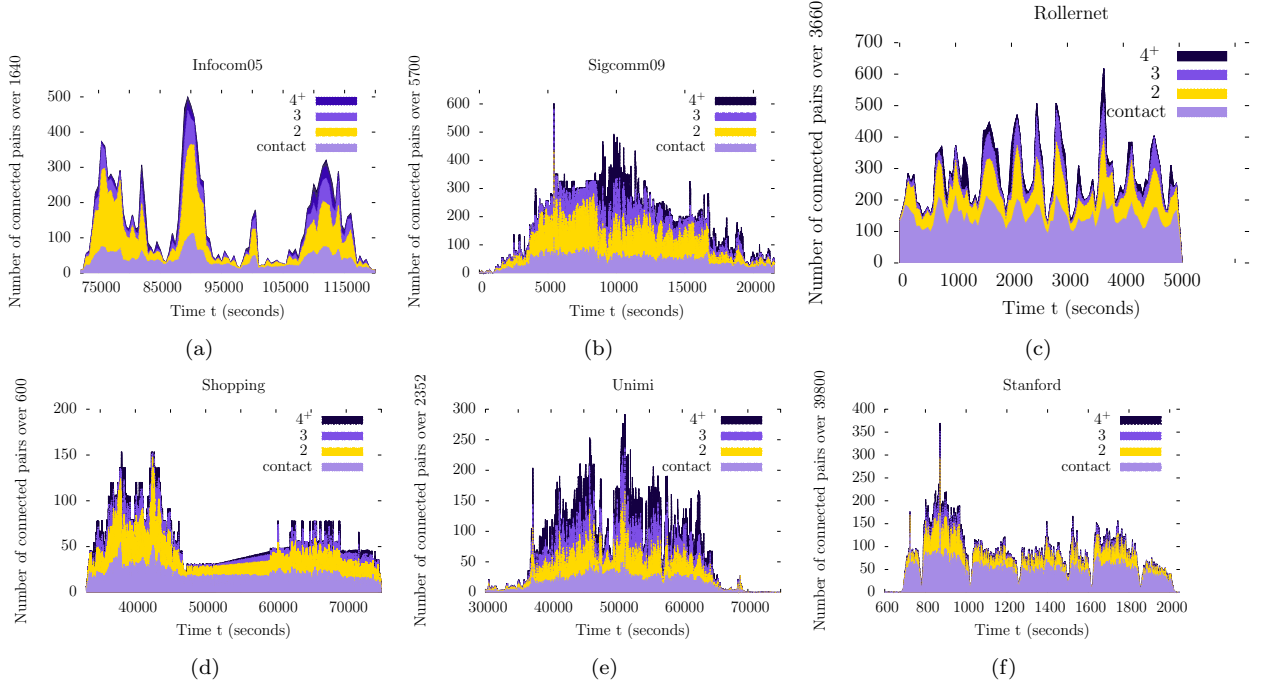 Infocom05
Number of connected pairs over 1640
500
400
300
200
100
0
4+
3
2
contact
75000 85000 95000 105000 115000
Time t (seconds)
(a)
Sigcomm09
Number of connected pairs over 5700
600
500
400
300
200
100
0
4+
3
2
contact
0 5000 10000 15000 20000
Time t (seconds)
(b)
Rollernet
Number of connected pairs over 3660
700
600
500
400
300
200
100
0
4+
3
2
contact
0 1000 2000 3000 4000 5000
Time t (seconds)
(c)
Shopping
Number of connected pairs over 600
200
150
100
50
0
4+
3
2
contact
40000 50000 60000 70000
Time t (seconds)
(d)
Unimi
Number of connected pairs over 2352
300
250
200
150
100
50
0
4+
3
2
contact
30000 40000 50000 60000 70000
Time t (seconds)
(e)
Stanford
Number of connected pairs over 39800
400
350
300
250
200
150
100
50
0
4+
3
2
contact
600 800 1000 1200 1400 1600 1800 2000
Time t (seconds)
(f)